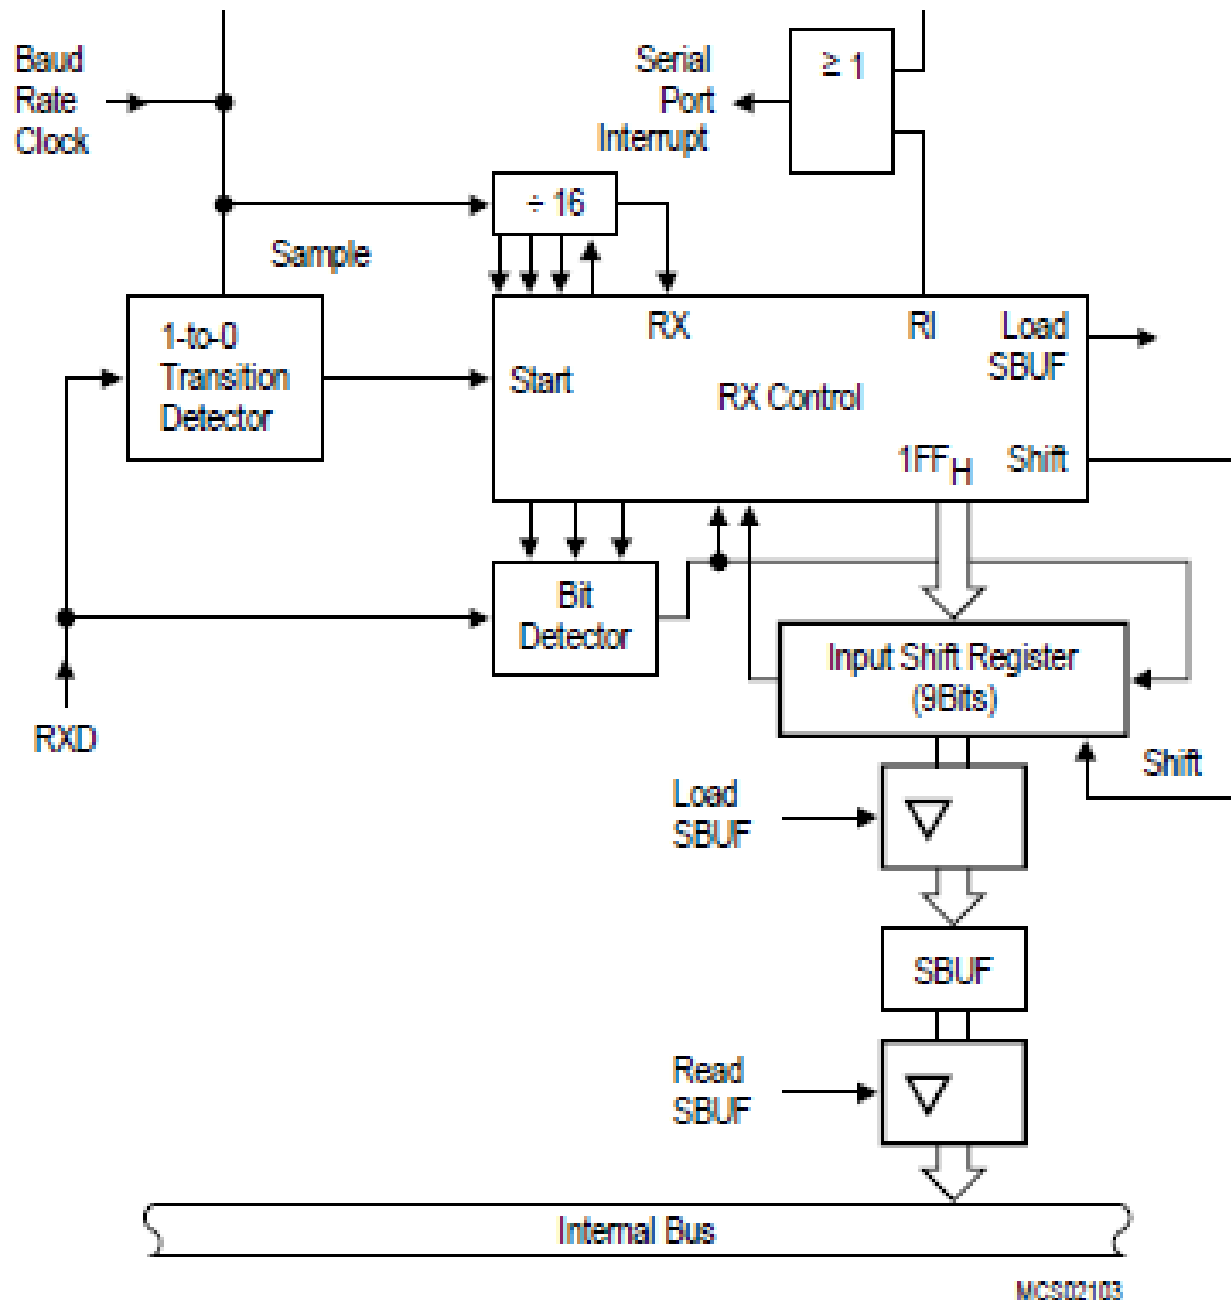 Baud
Rate
Clock
Serial
Port
Interrupt
≥ 1
÷ 16
Sample
1-to-0
Transition
Detector
RX
RI
Load
SBUF
Start
RX Control
1FF_H
Shift
Bit
Detector
Input Shift Register
(9Bits)
RXD
Shift
Load
SBUF
SBUF
Read
SBUF
Internal Bus
MCS02103